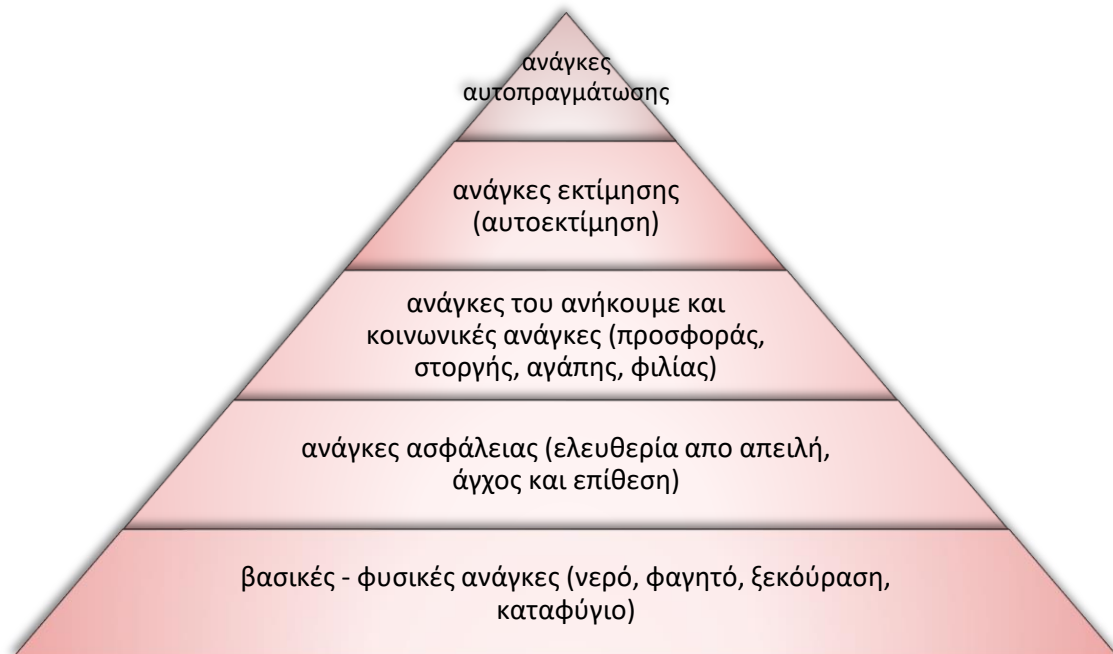 ανάγκες
αυτοπραγμάτωσης
ανάγκες εκτίμησης
(αυτοεκτίμηση)
ανάγκες του ανήκουμε και
κοινωνικές ανάγκες (προσφοράς,
στοργής, αγάπης, φιλίας)
ανάγκες ασφάλειας (ελευθερία απο απειλή,
άγχος και επίθεση)
βασικές - φυσικές ανάγκες (νερό, φαγητό, ξεκόύραση,
καταφύγιο)